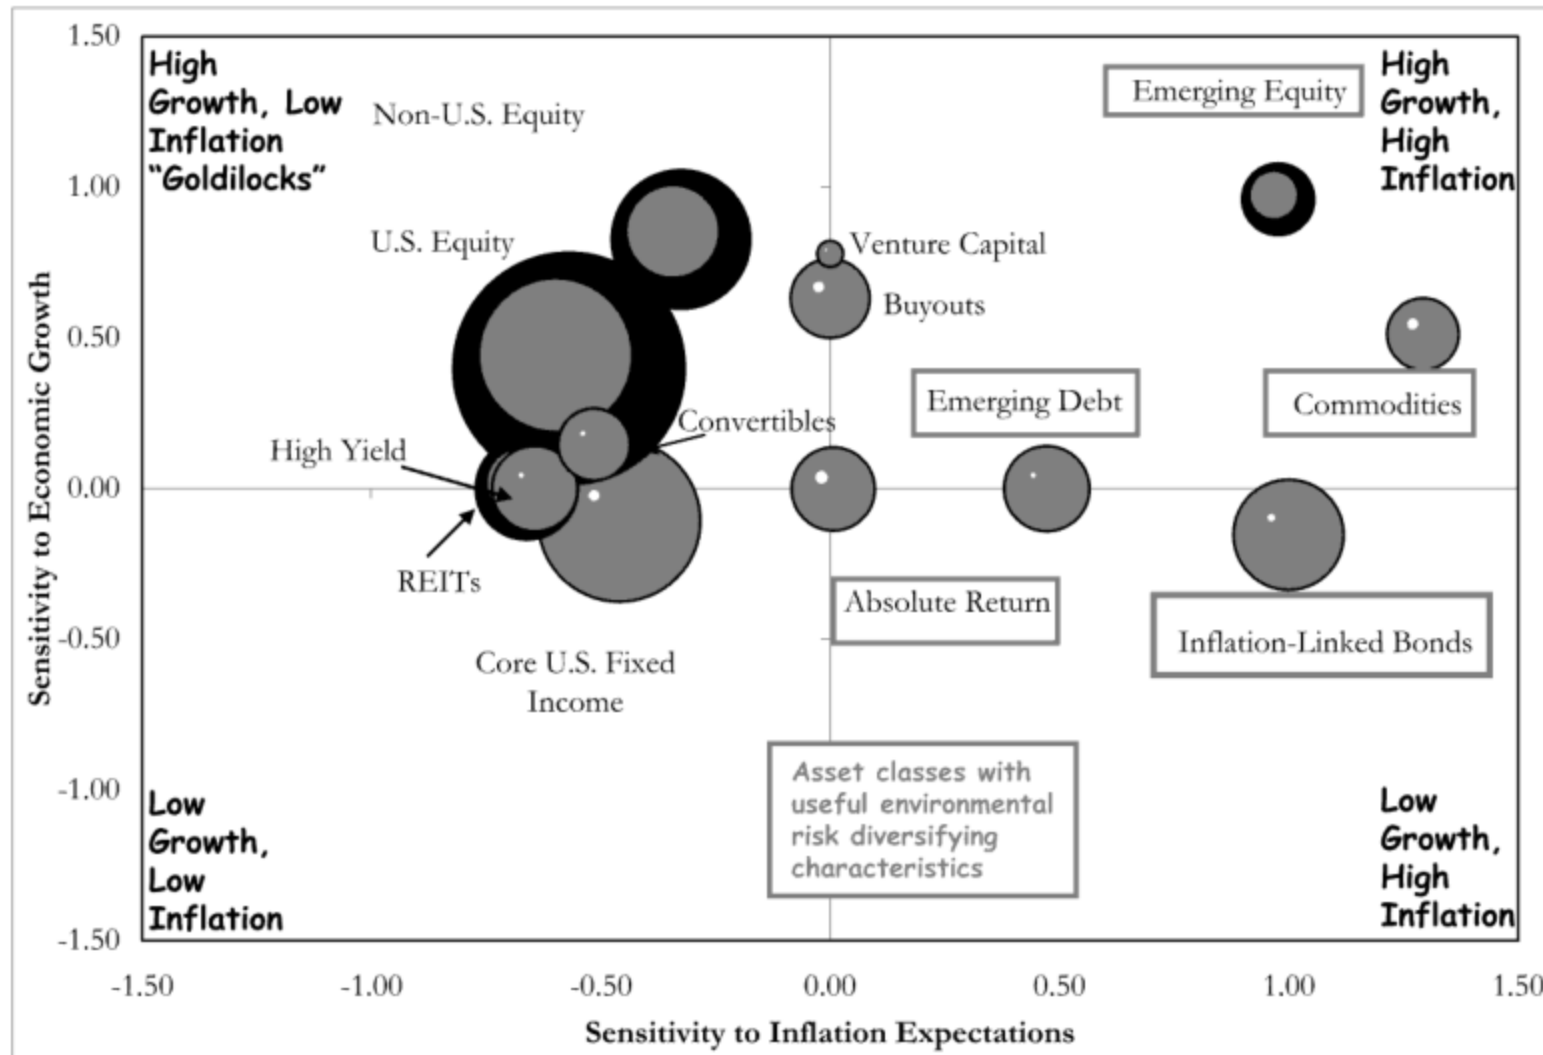 1.50
High
Growth, Low
Inflation
“Goldilocks”
Non-U.S. Equity
Emerging Equity
High
Growth,
High
Inflation
1.00
U.S. Equity
Venture Capital
Buyouts
0.50
Emerging Debt
Commodities
Convertibles
High Yield
0.00
REITs
Absolute Return
-0.50
Inflation-Linked Bonds
Core U.S. Fixed
Income
Asset classes with
useful environmental
risk diversifying
characteristics
-1.00
Low
Growth,
Low
Inflation
Low
Growth,
High
Inflation
-1.50
Sensitivity to Economic Growth
-1.50 -1.00 -0.50 0.00 0.50 1.00 1.50
Sensitivity to Inflation Expectations